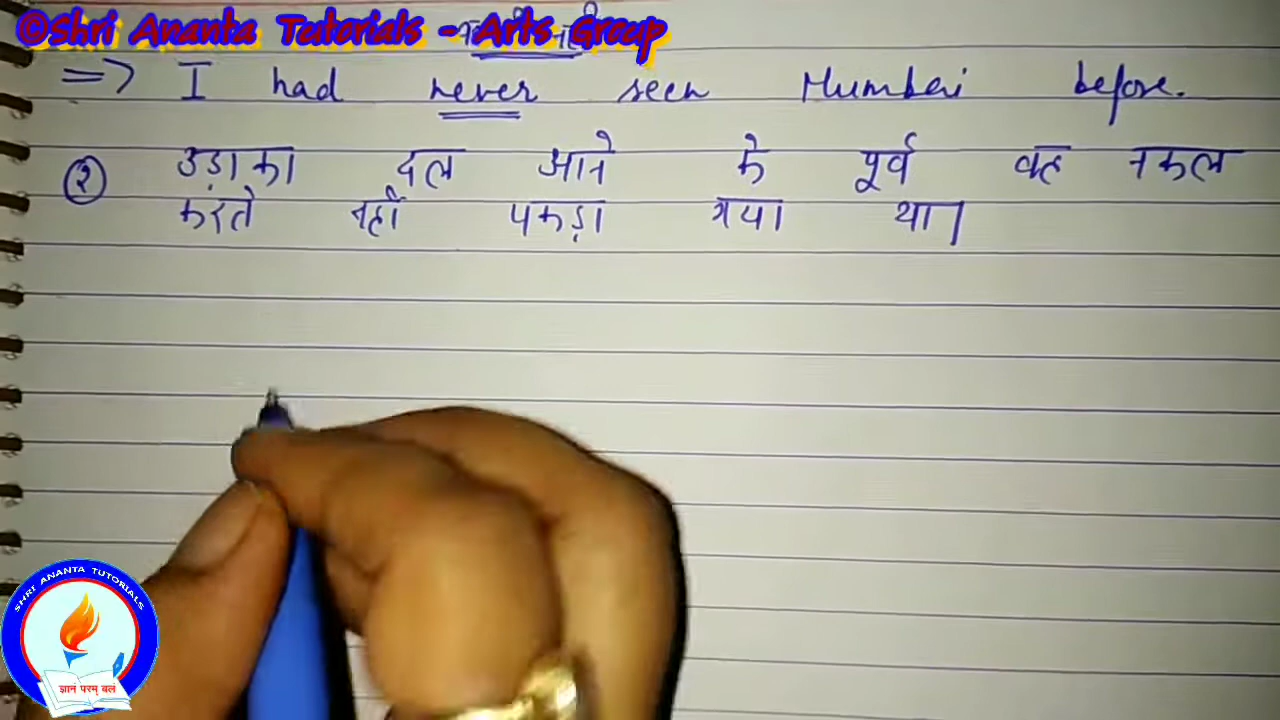 ©Shri Ananta Tutorials - Arts Group
=> I had never seen Mumbai before.
२ उड़ाका दल आने के पूर्व वह नकल
करते नहीं पकड़ा गया था।
SHRI ANANTA TUTORIALS
ज्ञानं परमं बलं